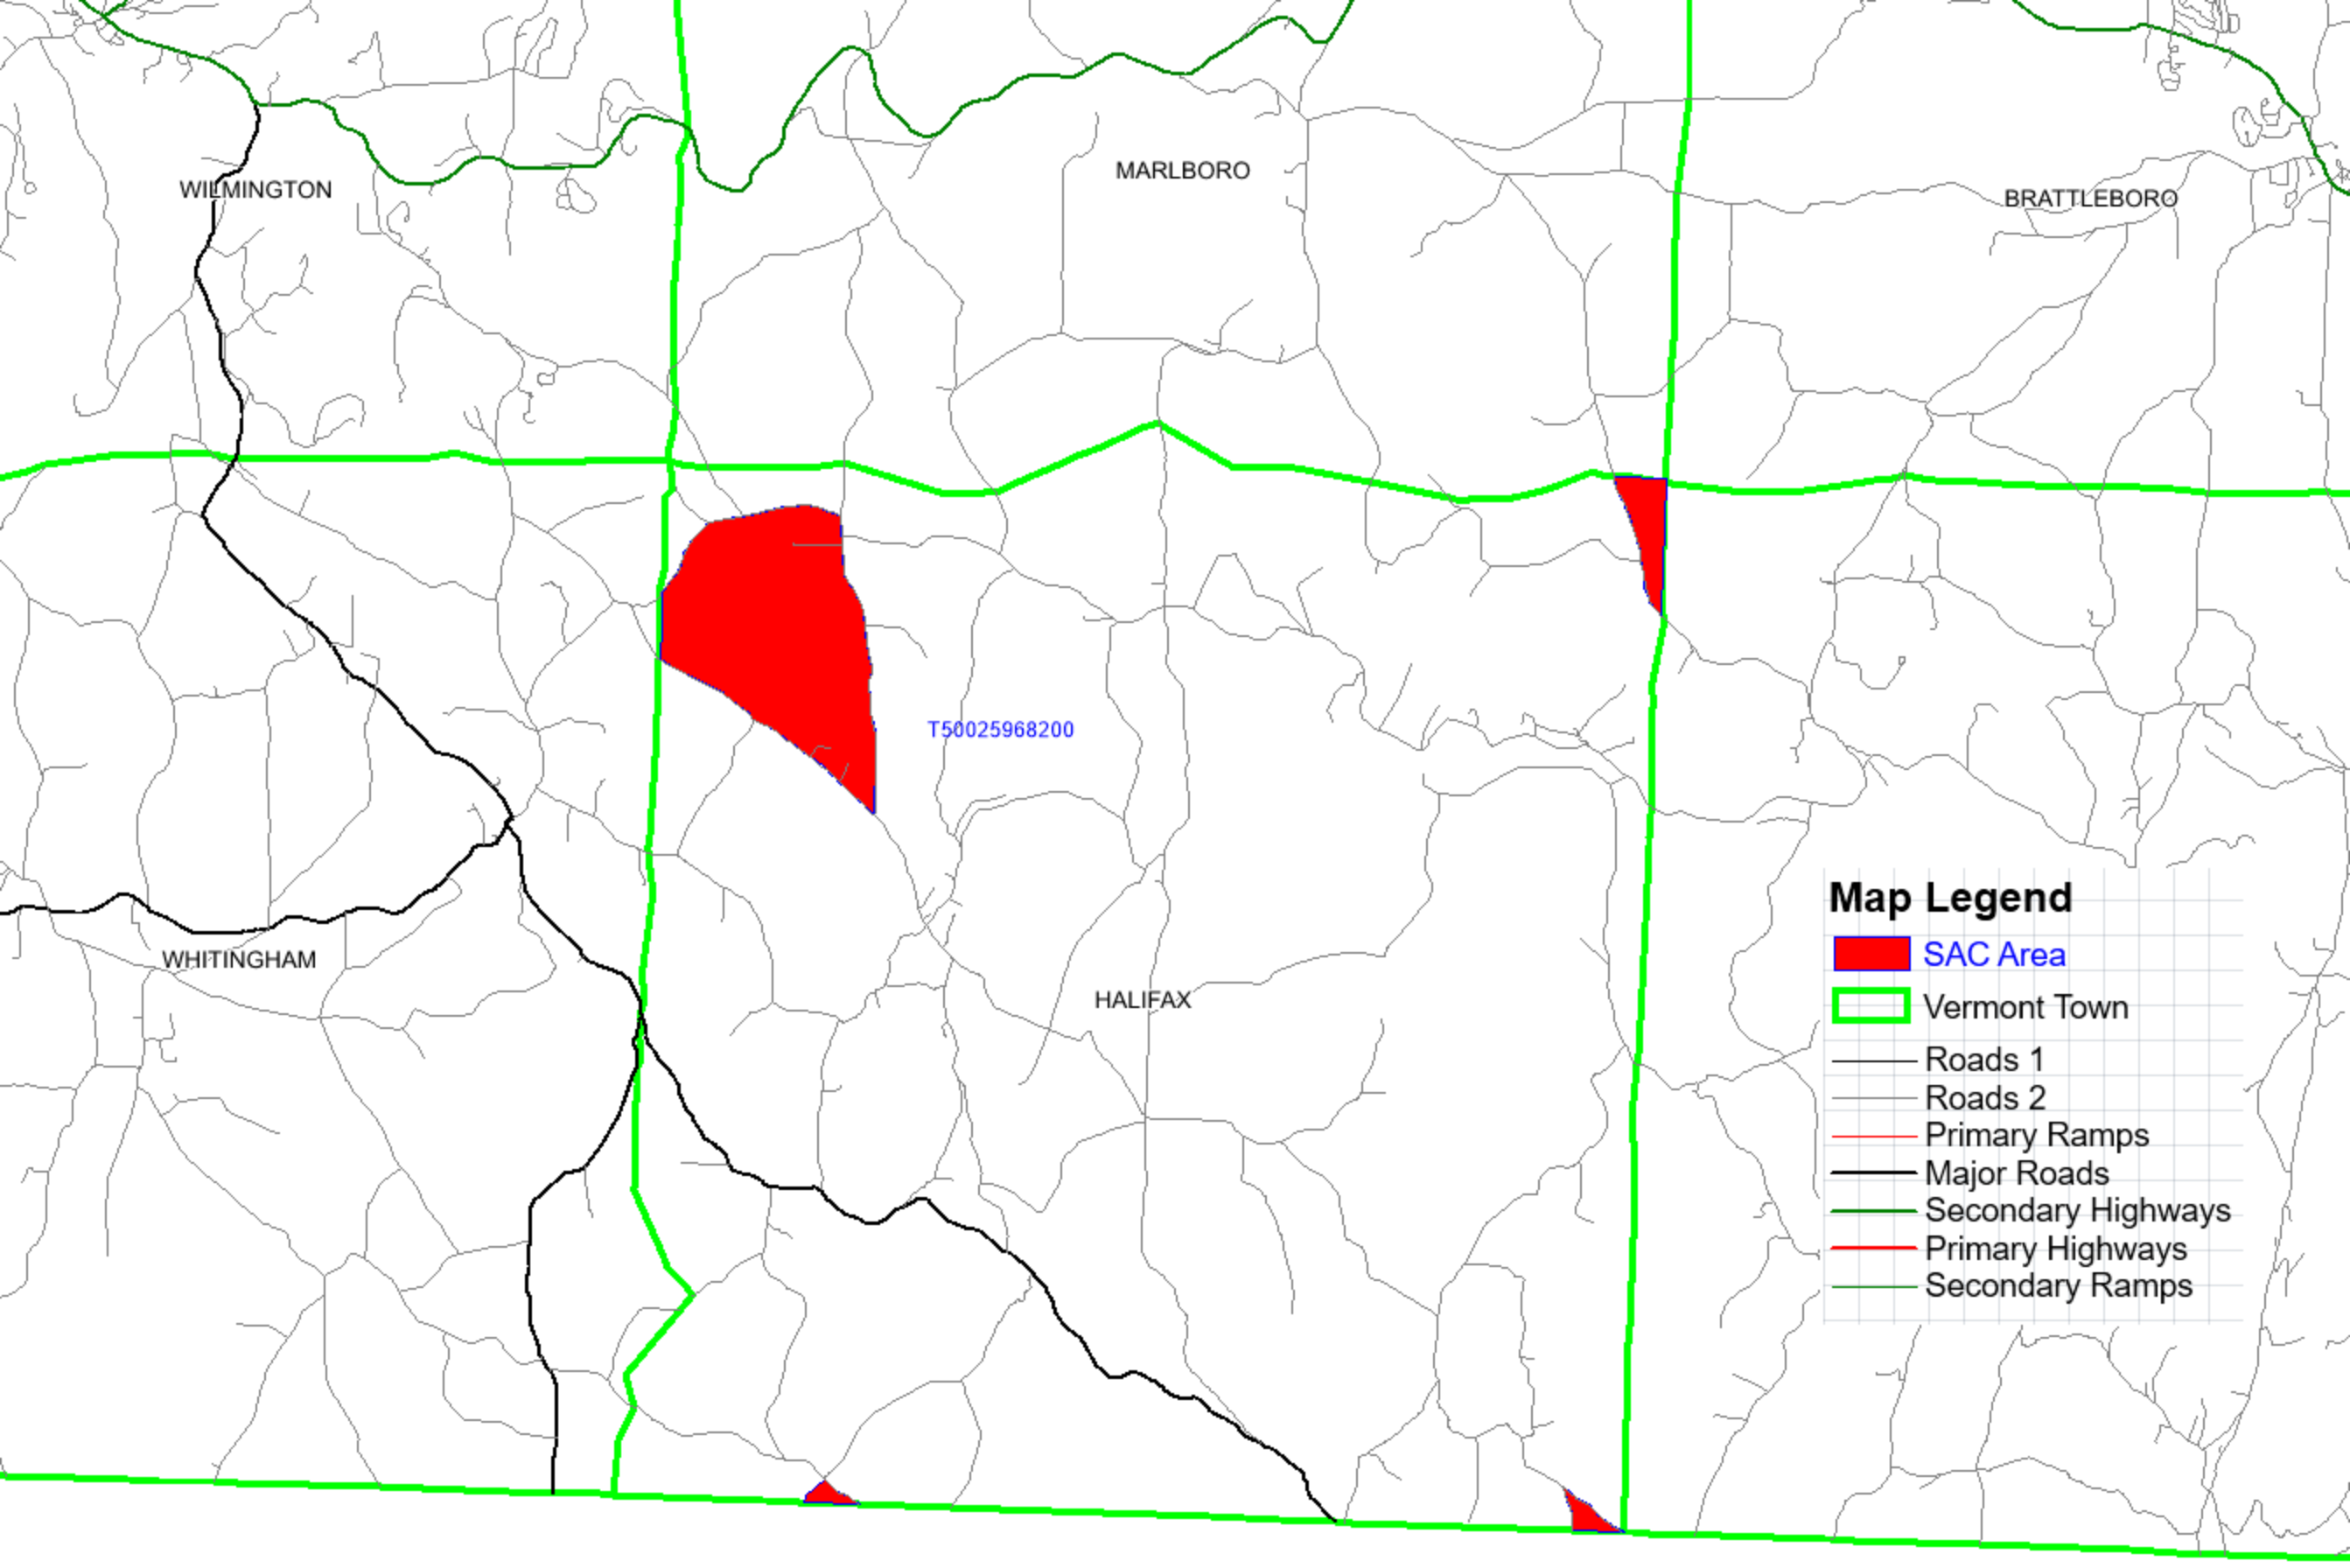 MARLBORO
WILMINGTON
BRATTLEBORO
T50025968200
WHITINGHAM
HALIFAX
Map Legend
SAC Area
Vermont Town
Roads 1
Roads 2
Primary Ramps
Major Roads
Secondary Highways
Primary Highways
Secondary Ramps